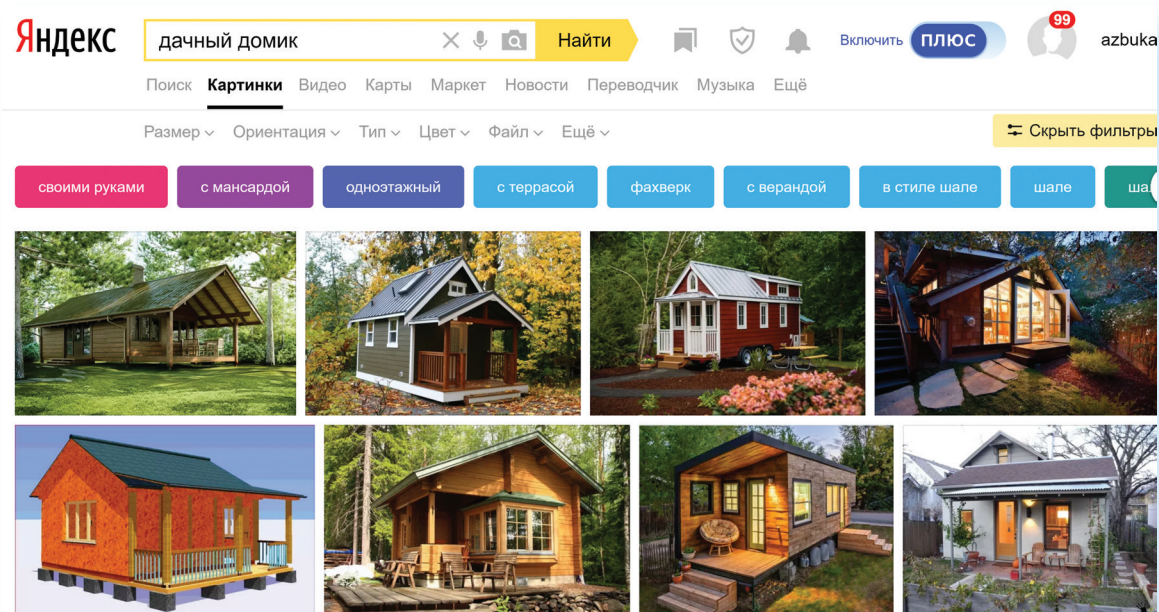 Яндекс дачный домик Найти Включить ПЛЮС 99 azbuka
Поиск Картинки Видео Карты Маркет Новости Переводчик Музыка Ещё
Размер Ориентация Тип Цвет Файл Ещё Скрыть фильтры
своими руками с мансардой одноэтажный с террасой фахверк с верандой в стиле шале шале